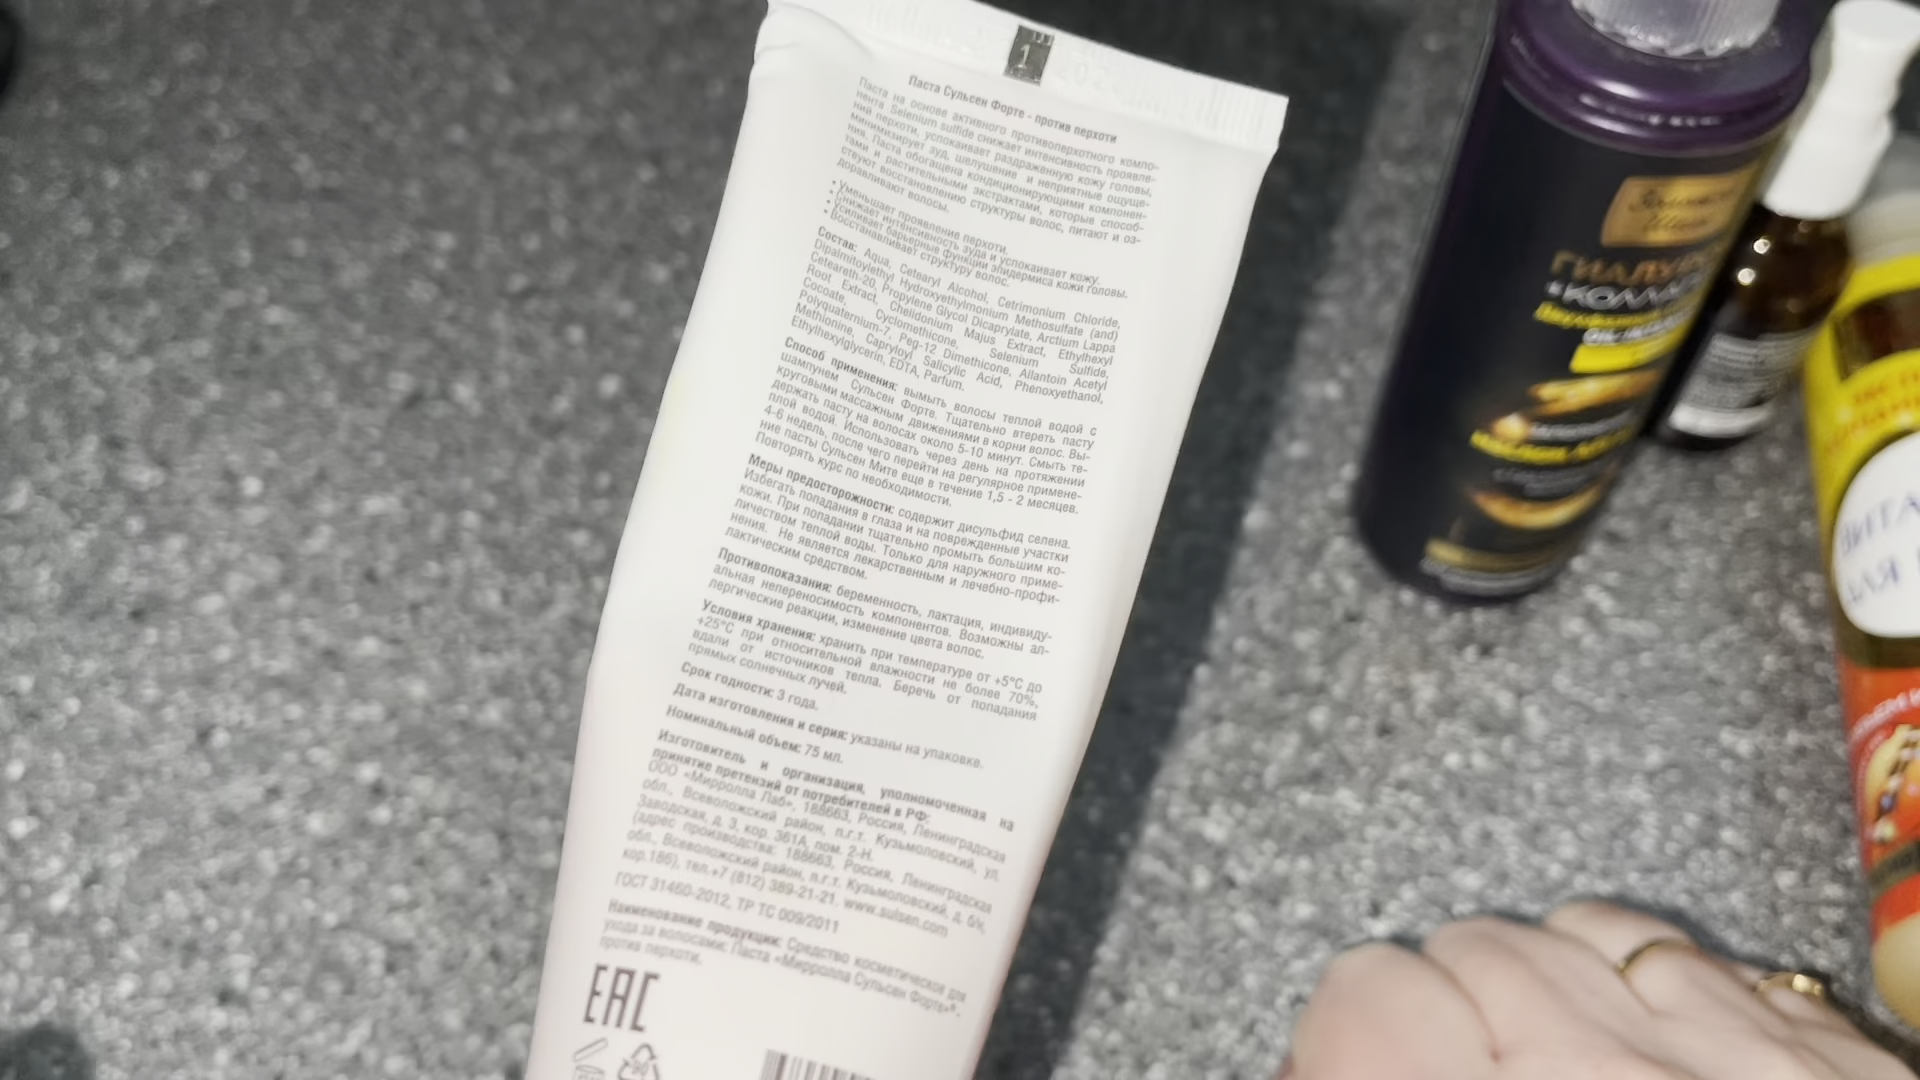 Паста Сульсен Форте - против перхоти
Паста на основе активного противоперхотного компо-
нента Selenium sulfide снижает интенсивность проявле-
ний перхоти, успокаивает раздраженную кожу головы,
минимизирует зуд, шелушение и неприятные ощуще-
ния. Паста обогащена кондиционирующими компонен-
тами и растительными экстрактами, которые способ-
ствуют восстановлению структуры волос, питают и оз-
доравливают волосы.
• Уменьшает проявление перхоти
• Снижает интенсивность зуда и успокаивает кожу.
• Усиливает барьерные функции эпидермиса кожи головы.
• Восстанавливает структуру волос.
Состав: Aqua, Cetearyl Alcohol, Cetrimonium Chloride,
Dipalmitoylethyl Hydroxyethylmonium Methosulfate (and)
Ceteareth-20, Propylene Glycol Dicaprylate, Arctium Lappa
Root Extract, Chelidonium Majus Extract, Ethylhexyl
Cocoate, Cyclomethicone, Selenium Sulfide,
Polyquaternium-7, Peg-12 Dimethicone, Allantoin Acetyl
Methionine, Capryloyl Salicylic Acid, Phenoxyethanol,
Ethylhexylglycerin, EDTA, Parfum.
Способ применения: вымыть волосы теплой водой с
шампунем Сульсен Форте. Тщательно втереть пасту
круговыми массажным движениями в корни волос. Вы-
держать пасту на волосах около 5-10 минут. Смыть те-
плой водой. Использовать через день на протяжении
4-6 недель, после чего перейти на регулярное примене-
ние пасты Сульсен Мите еще в течение 1,5 - 2 месяцев.
Повторять курс по необходимости.
Меры предосторожности: содержит дисульфид селена.
Избегать попадания в глаза и на поврежденные участки
кожи. При попадании тщательно промыть большим ко-
личеством теплой воды. Только для наружного приме-
нения. Не является лекарственным и лечебно-профи-
лактическим средством.
Противопоказания: беременность, лактация, индивиду-
альная непереносимость компонентов. Возможны ал-
лергические реакции, изменение цвета волос.
Условия хранения: хранить при температуре от +5°С до
+25°С при относительной влажности не более 70%,
вдали от источников тепла. Беречь от попадания
прямых солнечных лучей.
Срок годности: 3 года.
Дата изготовления и серия: указаны на упаковке.
Номинальный объем: 75 мл.
Изготовитель и организация, уполномоченная на
принятие претензий от потребителей в РФ:
ООО «Мирролла Лаб», 188663, Россия, Ленинградская
обл., Всеволожский район, п.г.т. Кузьмоловский, ул.
Заводская, д. 3, кор. 361А, пом. 2-Н.
(адрес производства: 188663, Россия, Ленинградская
обл., Всеволожский район, п.г.т. Кузьмоловский, д. б/н,
кор.186), тел.+7 (812) 389-21-21. www.sulsen.com
ГОСТ 31460-2012, ТР ТС 009/2011
Наименование продукции: Средство косметическое для
ухода за волосами: Паста «Мирролла Сульсен Форте»®,
против перхоти.
EAC